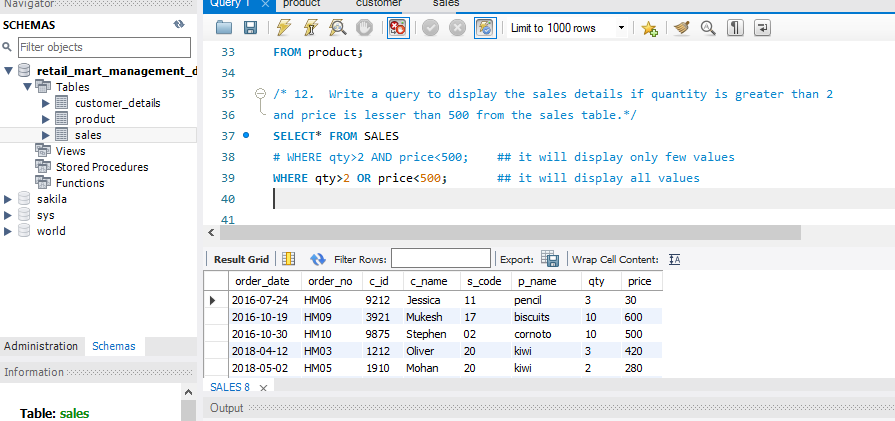 Navigator
Query 1 × product customer sales
SCHEMAS
Filter objects
retail_mart_management_d
Tables
customer_details
product
sales
Views
Stored Procedures
Functions
sakila
sys
world
Administration Schemas
Information
Table: sales
Limit to 1000 rows
33 FROM product;
34
35 /* 12. Write a query to display the sales details if quantity is greater than 2
36 and price is lesser than 500 from the sales table.*/
37 SELECT* FROM SALES
38 # WHERE qty>2 AND price<500; ## it will display only few values
39 WHERE qty>2 OR price<500; ## it will display all values
40
41
Result Grid Filter Rows: Export: Wrap Cell Content:
order_date order_no c_id c_name s_code p_name qty price
2016-07-24 HM06 9212 Jessica 11 pencil 3 30
2016-10-19 HM09 3921 Mukesh 17 biscuits 10 600
2016-10-30 HM10 9875 Stephen 02 cornoto 10 500
2018-04-12 HM03 1212 Oliver 20 kiwi 3 420
2018-05-02 HM05 1910 Mohan 20 kiwi 2 280
SALES 8 ×
Output